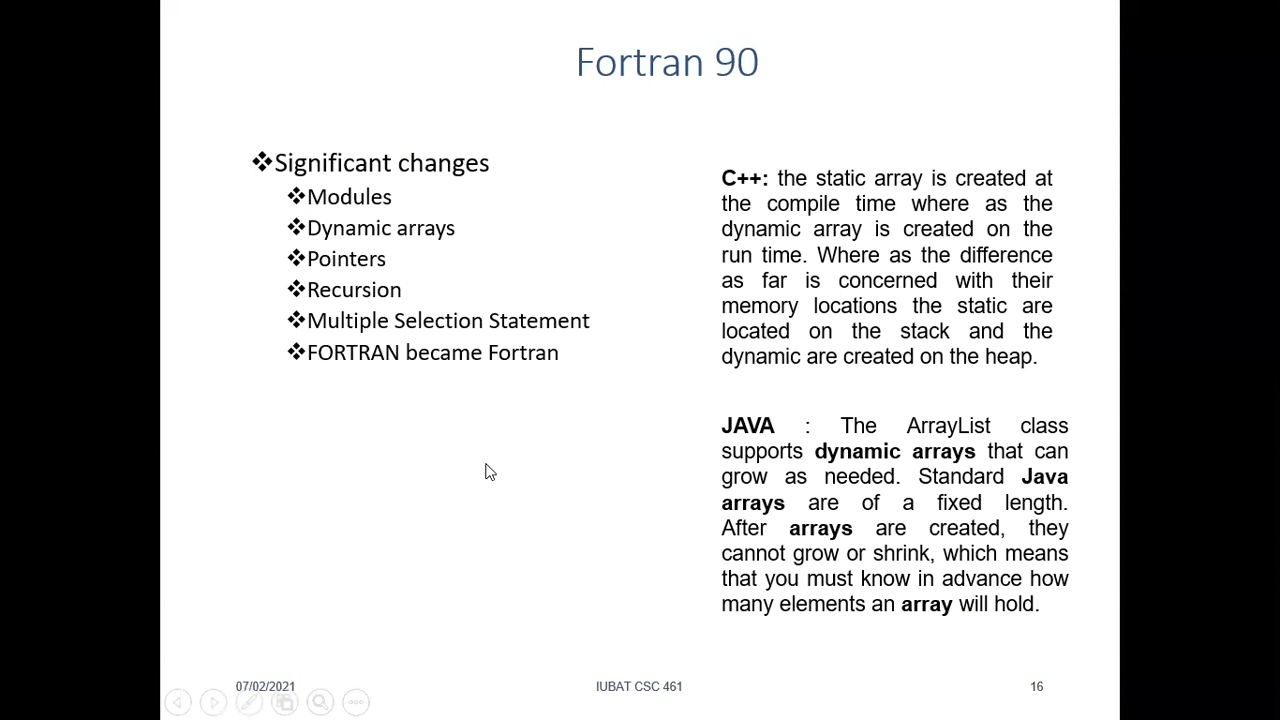 Fortran 90
❖Significant changes
❖Modules
❖Dynamic arrays
❖Pointers
❖Recursion
❖Multiple Selection Statement
❖FORTRAN became Fortran
C++: the static array is created at
the compile time where as the
dynamic array is created on the
run time. Where as the difference
as far is concerned with their
memory locations the static are
located on the stack and the
dynamic are created on the heap.
JAVA : The ArrayList class
supports dynamic arrays that can
grow as needed. Standard Java
arrays are of a fixed length.
After arrays are created, they
cannot grow or shrink, which means
that you must know in advance how
many elements an array will hold.
07/02/2021
IUBAT CSC 461
16